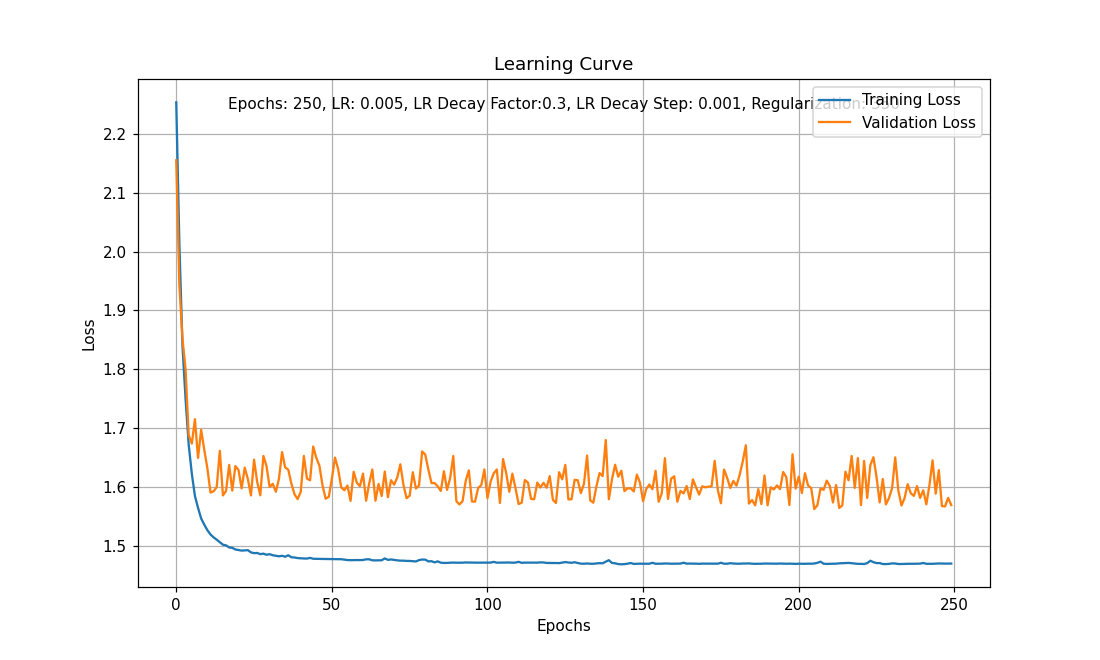 Learning Curve
Epochs: 250, LR: 0.005, LR Decay Factor:0.3, LR Decay Step: 0.001, Regularization: 350
Training Loss
Validation Loss
2.2
2.1
2.0
1.9
1.8
1.7
1.6
1.5
Loss
0 50 100 150 200 250
Epochs